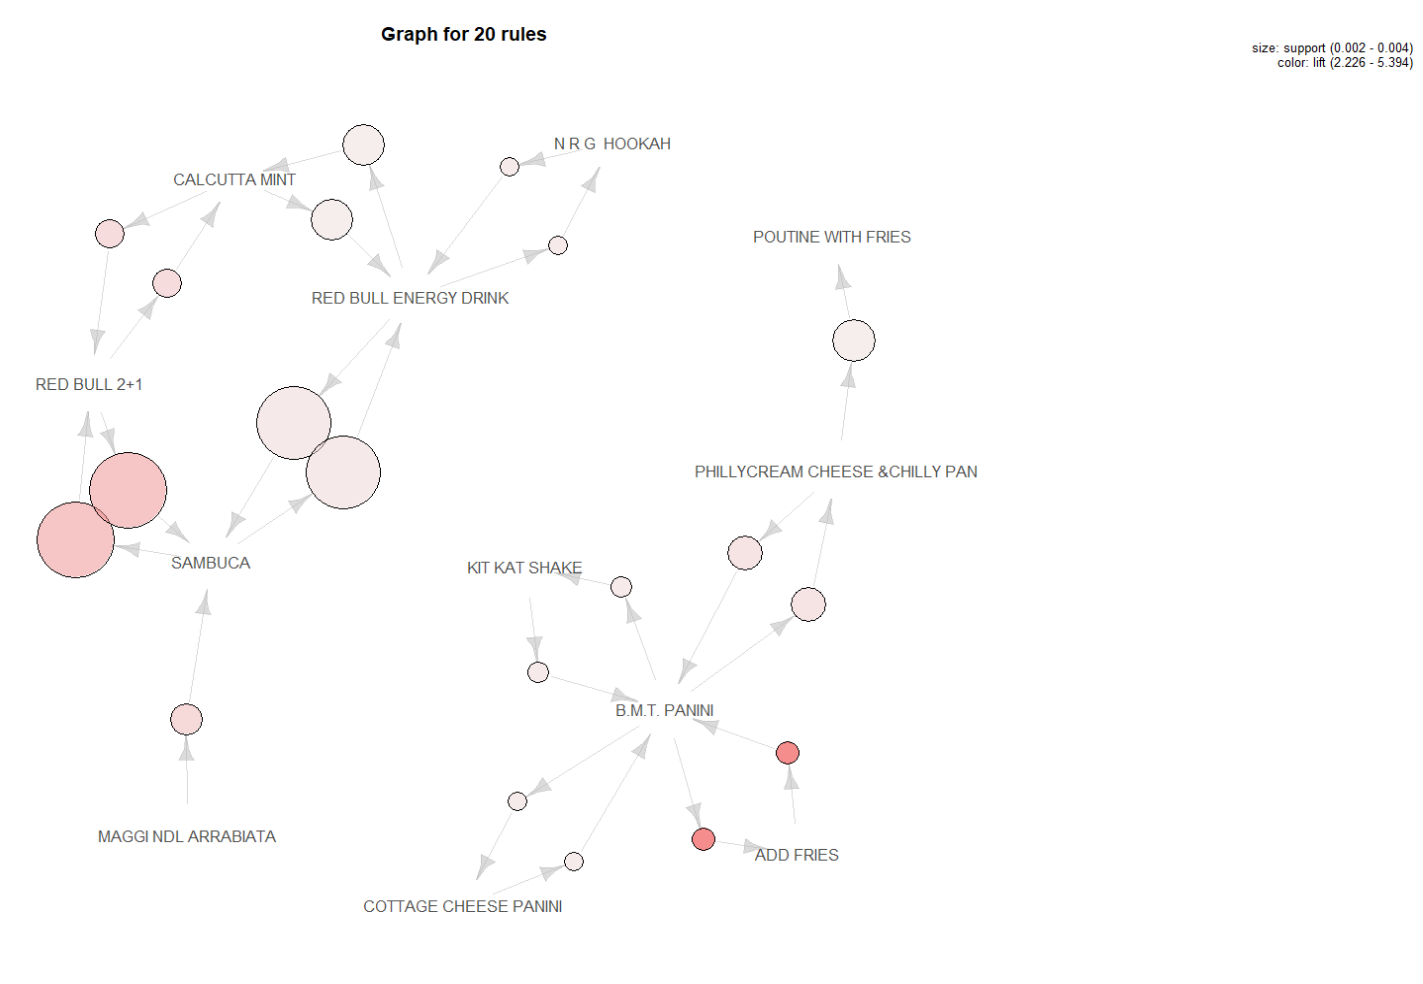 Graph for 20 rules
size: support (0.002 - 0.004)
color: lift (2.226 - 5.394)
N R G  HOOKAH
CALCUTTA MINT
POUTINE WITH FRIES
RED BULL ENERGY DRINK
RED BULL 2+1
PHILLYCREAM CHEESE &CHILLY PAN
SAMBUCA
KIT KAT SHAKE
B.M.T. PANINI
MAGGI NDL ARRABIATA
ADD FRIES
COTTAGE CHEESE PANINI